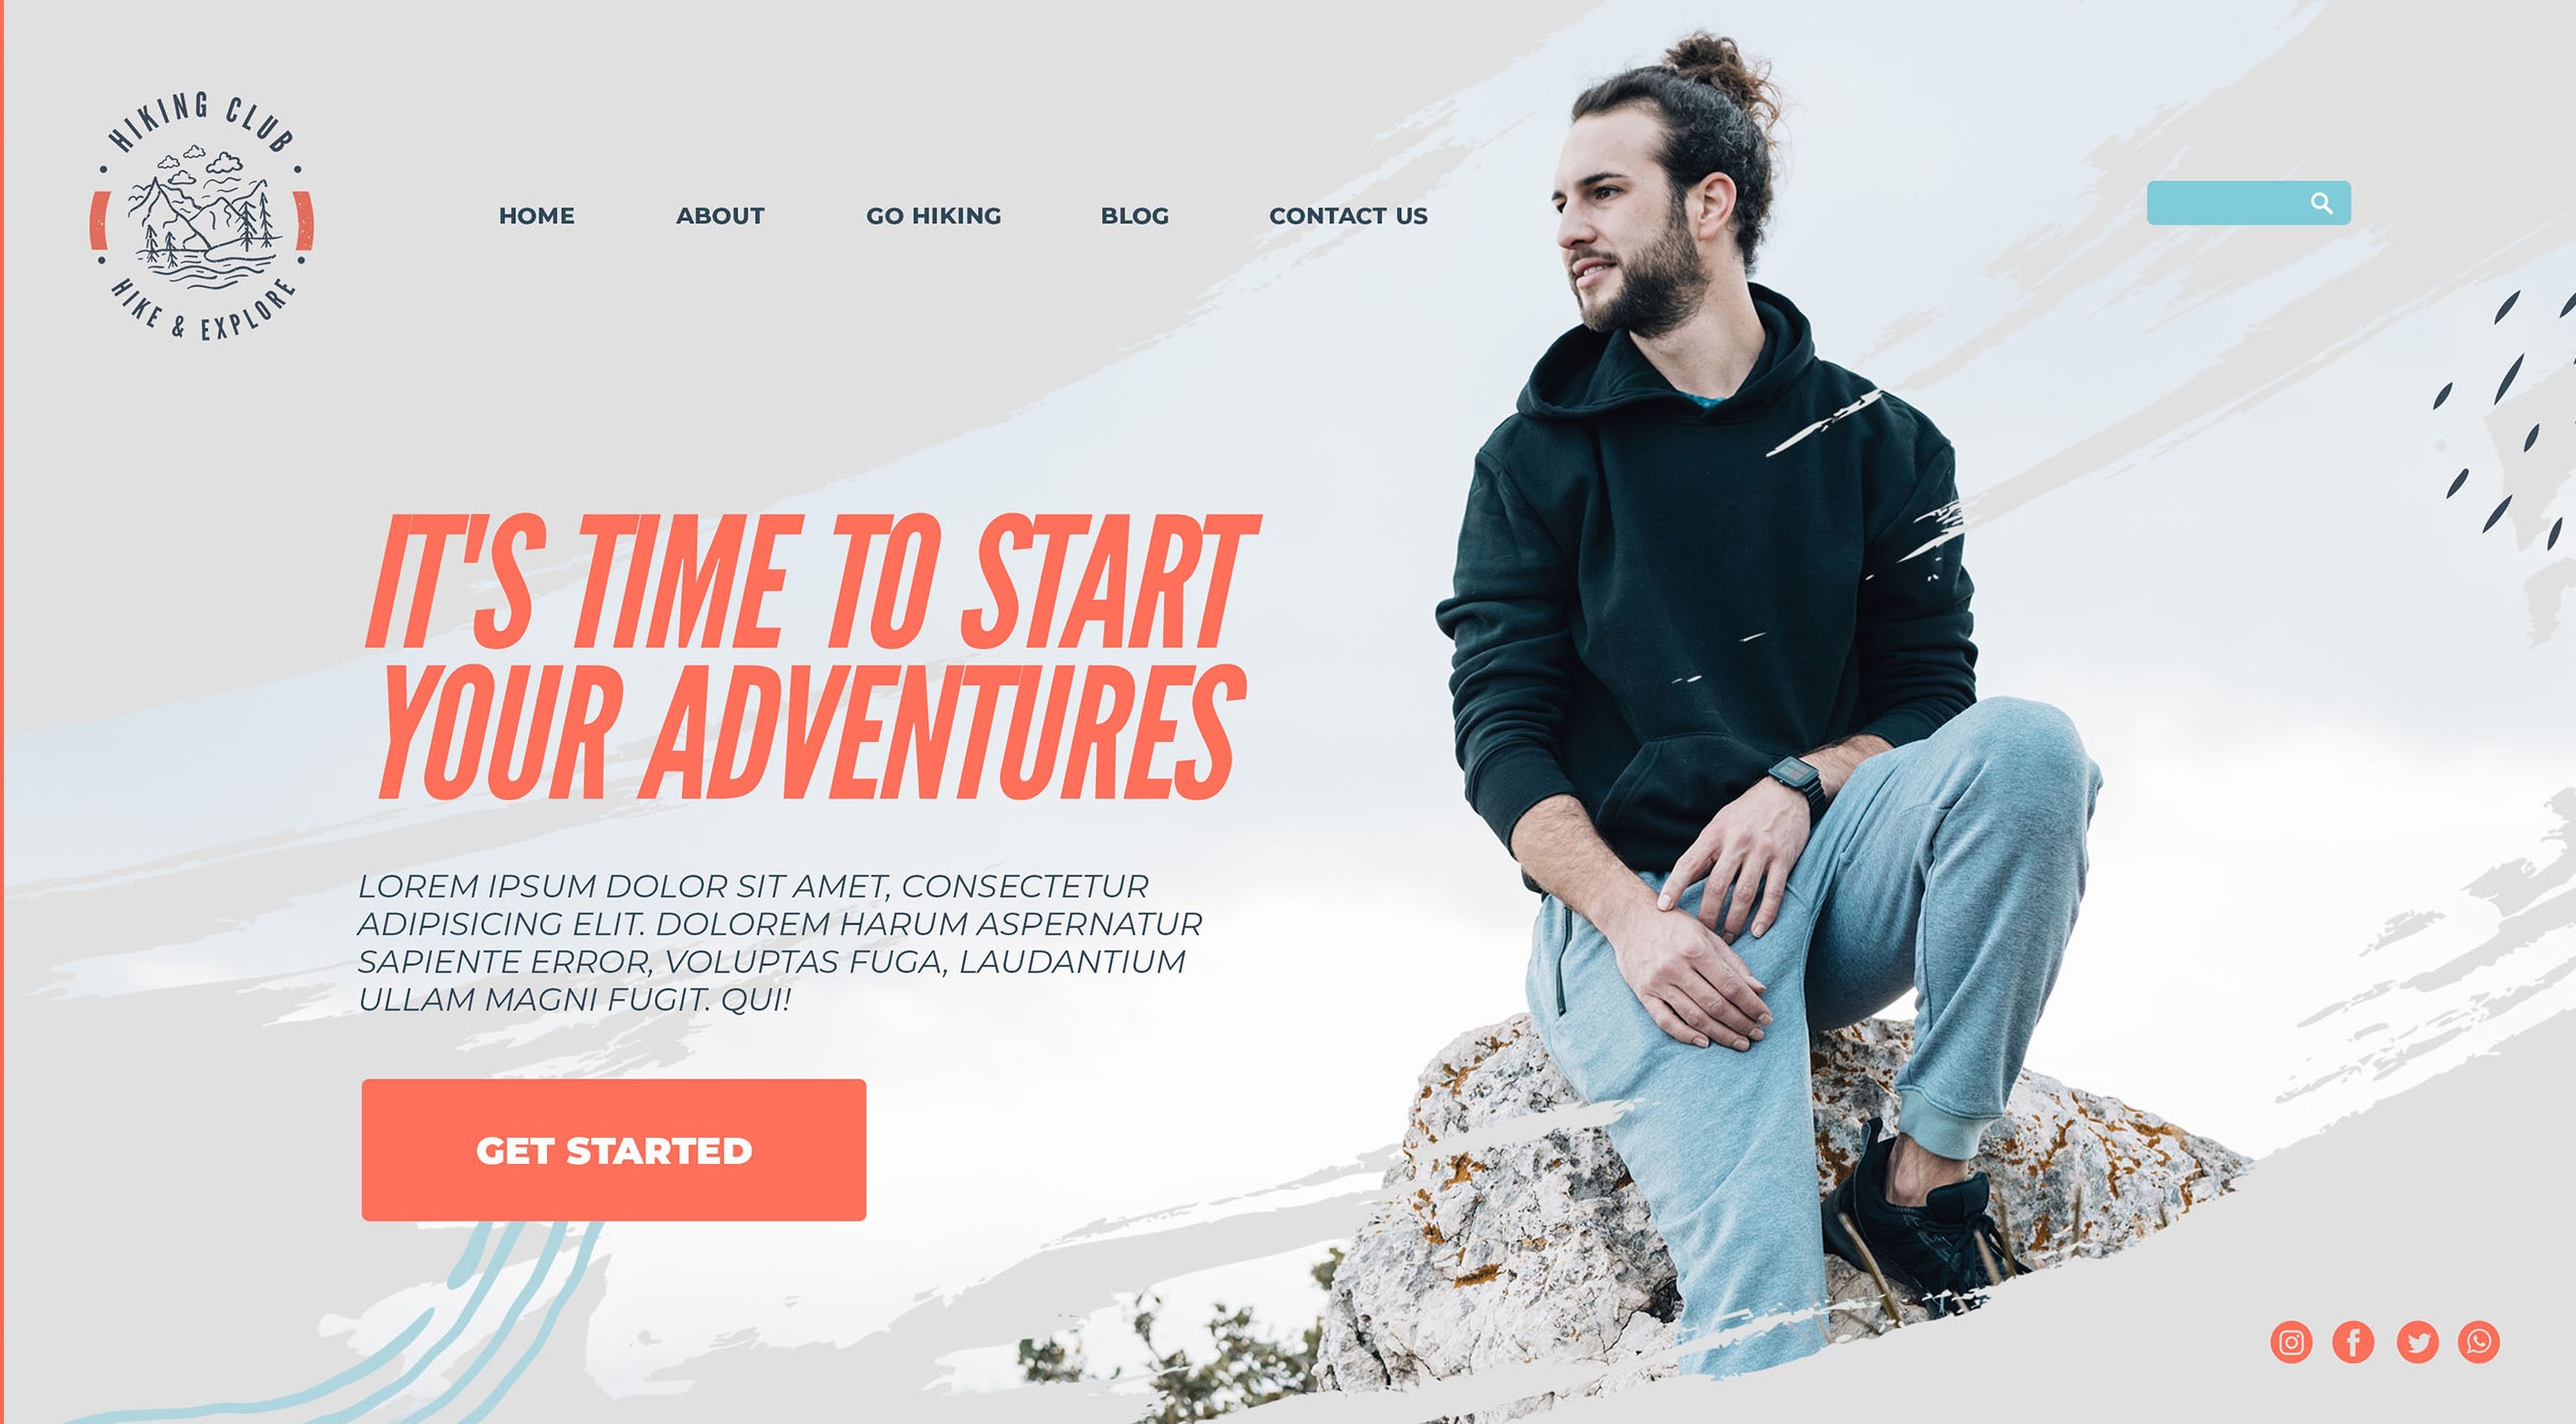 HIKING CLUB
HIKE & EXPLORE
HOME ABOUT GO HIKING BLOG CONTACT US
IT'S TIME TO START
YOUR ADVENTURES
LOREM IPSUM DOLOR SIT AMET, CONSECTETUR
ADIPISICING ELIT. DOLOREM HARUM ASPERNATUR
SAPIENTE ERROR, VOLUPTAS FUGA, LAUDANTIUM
ULLAM MAGNI FUGIT. QUI!
GET STARTED